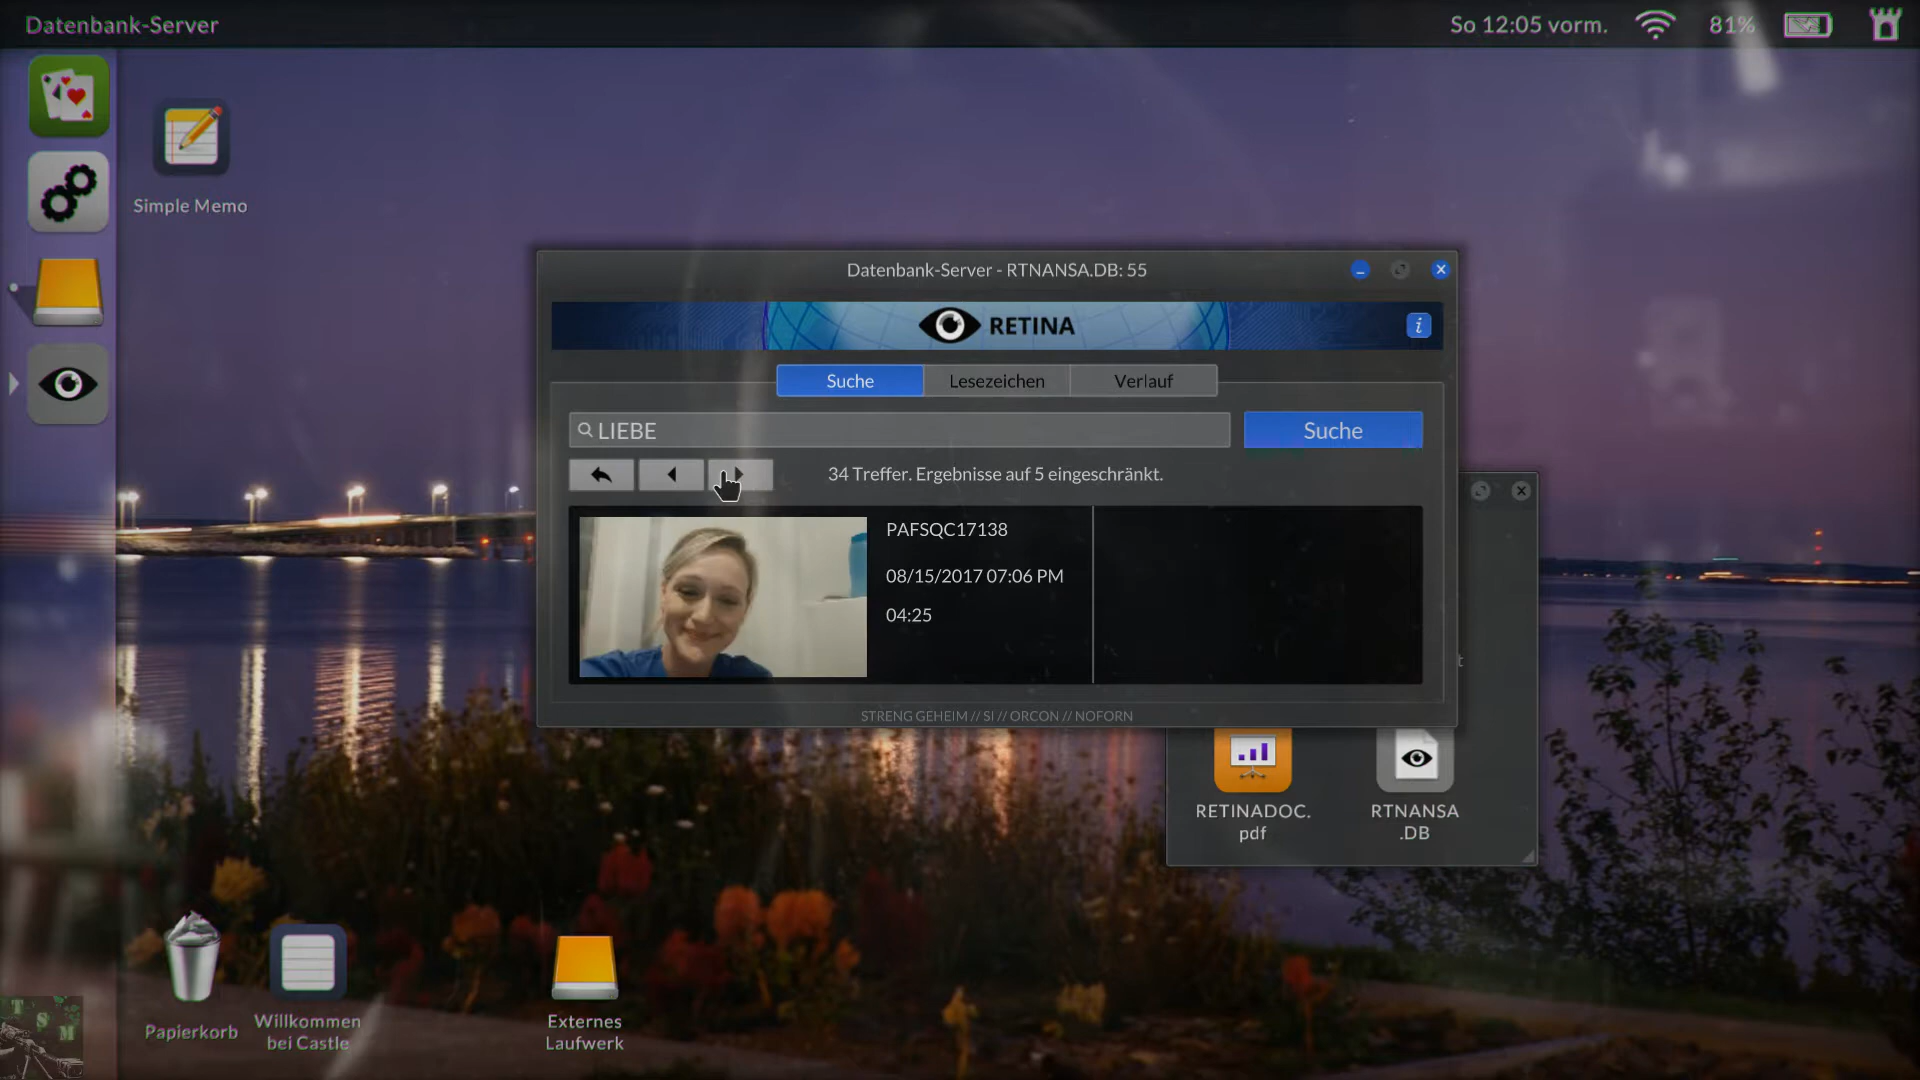 Datenbank-Server
So 12:05 vorm.
81%
Simple Memo
Datenbank-Server - RTNANSA.DB: 55
RETINA
i
Suche
Lesezeichen
Verlauf
LIEBE
Suche
34 Treffer. Ergebnisse auf 5 eingeschränkt.
PAFSQC17138
08/15/2017 07:06 PM
04:25
STRENG GEHEIM // SI // ORCON // NOFORN
t
RETINADOC.
pdf
RTNANSA
.DB
Papierkorb
Willkommen
bei Castle
Externes
Laufwerk
T S M